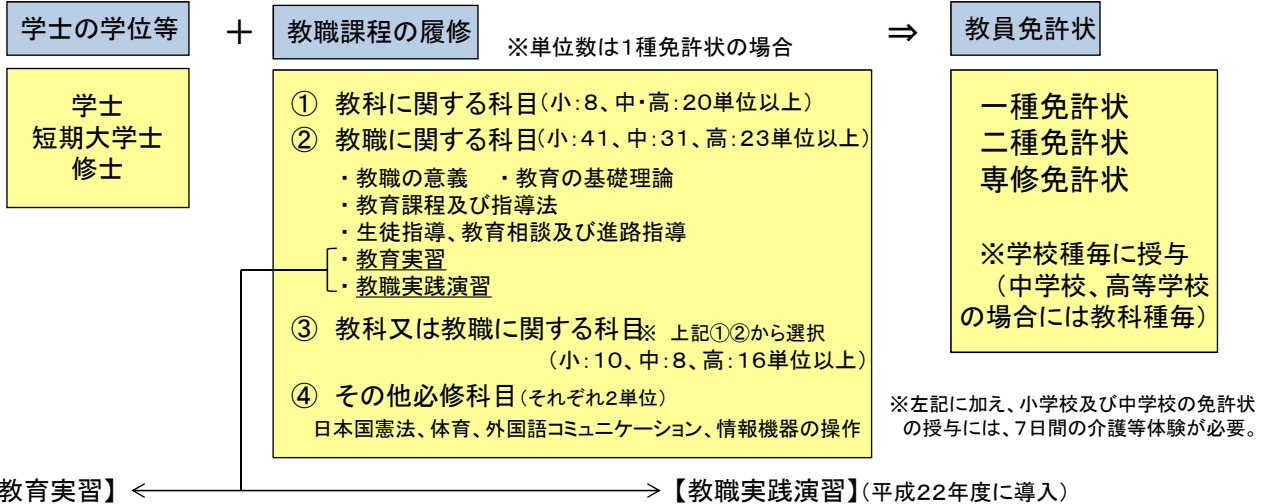 学士の学位等 ＋ 教職課程の履修 ※単位数は１種免許状の場合 ⇒ 教員免許状
学士
短期大学士
修士
① 教科に関する科目(小：８、中・高：２０単位以上)
② 教職に関する科目(小：４１、中：３１、高：２３単位以上)
・教職の意義 ・教育の基礎理論
・教育課程及び指導法
・生徒指導、教育相談及び進路指導
・教育実習
・教職実践演習
③ 教科又は教職に関する科目※ 上記①②から選択
(小：１０、中：８、高：１６単位以上)
④ その他必修科目(それぞれ２単位)
日本国憲法、体育、外国語コミュニケーション、情報機器の操作
一種免許状
二種免許状
専修免許状
※学校種毎に授与
（中学校、高等学校
の場合には教科種毎）
※左記に加え、小学校及び中学校の免許状
の授与には、７日間の介護等体験が必要。
教育実習】
【教職実践演習】(平成２２年度に導入)